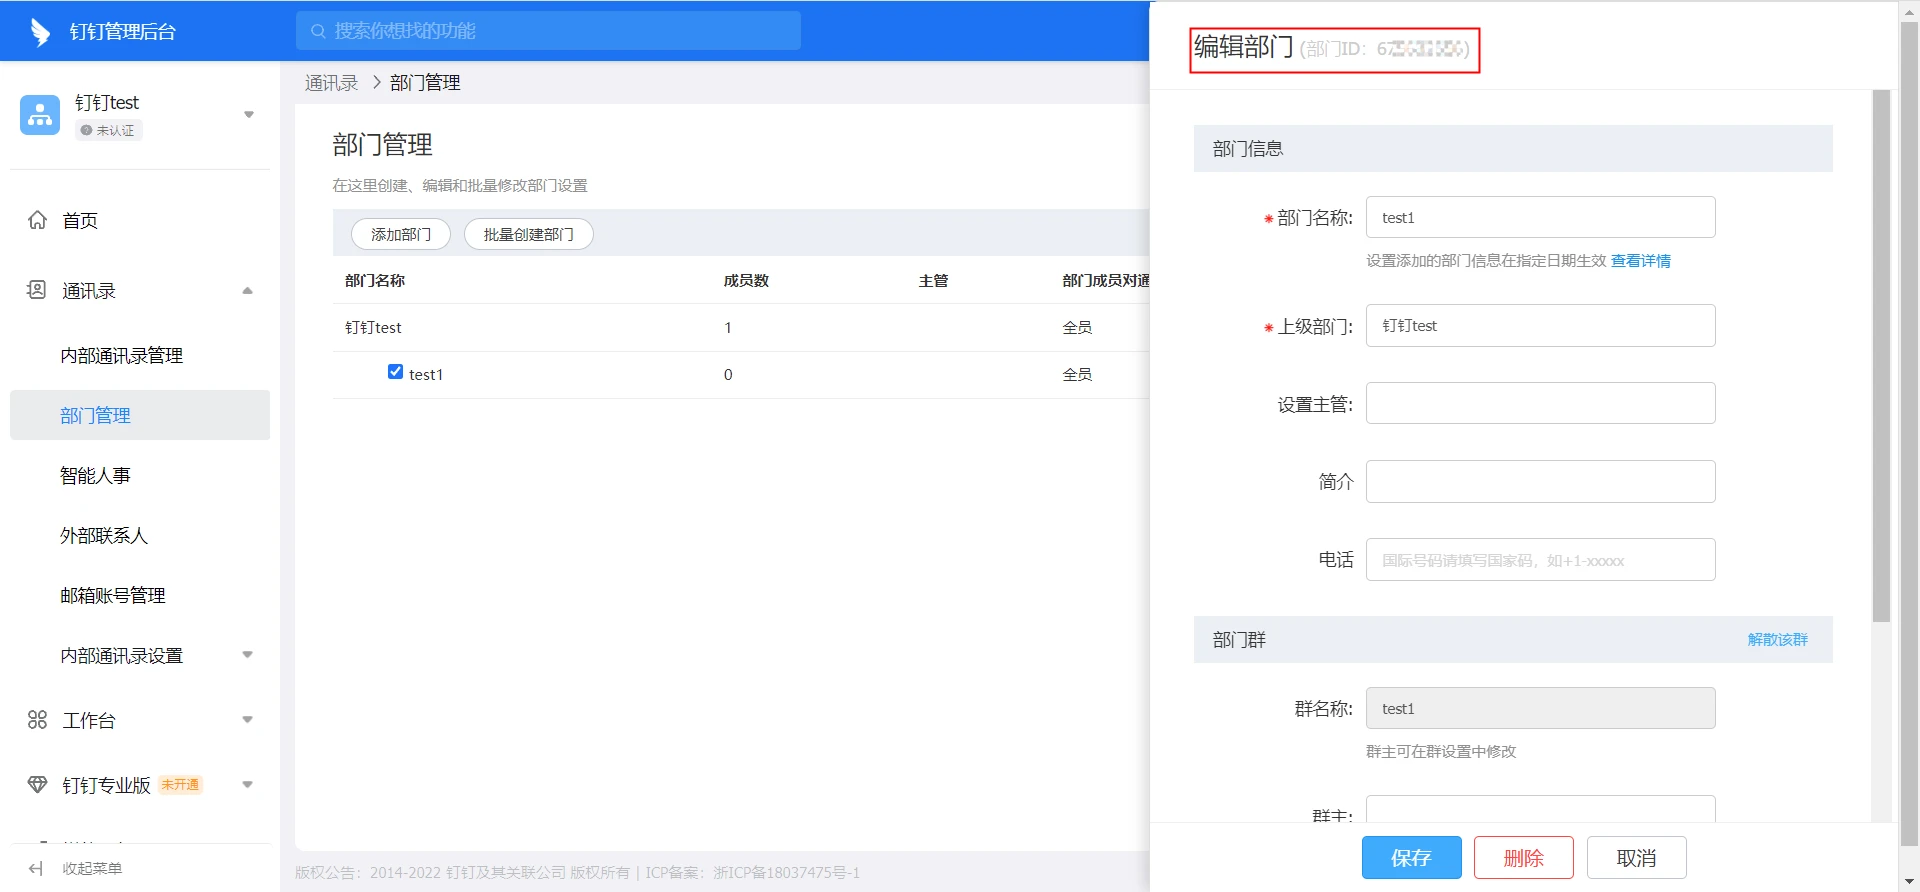 钉钉管理后台
搜索你想找的功能
钉钉test
未认证
首页
通讯录
内部通讯录管理
部门管理
智能人事
外部联系人
邮箱账号管理
内部通讯录设置
工作台
钉钉专业版 未开通
收起菜单
通讯录 > 部门管理
部门管理
在这里创建、编辑和批量修改部门设置
添加部门 批量创建部门
部门名称 成员数 主管 部门成员对通
钉钉test 1 全员
test1 0 全员
版权公告：2014-2022 钉钉及其关联公司 版权所有 | ICP备案：浙ICP备18037475号-1
编辑部门 (部门ID：67
部门信息
*部门名称: test1
设置添加的部门信息在指定日期生效 查看详情
*上级部门: 钉钉test
设置主管:
简介
电话 国际号码请填写国家码，如+1-xxxxx
部门群 解散该群
群名称: test1
群主可在群设置中修改
群主:
保存 删除 取消